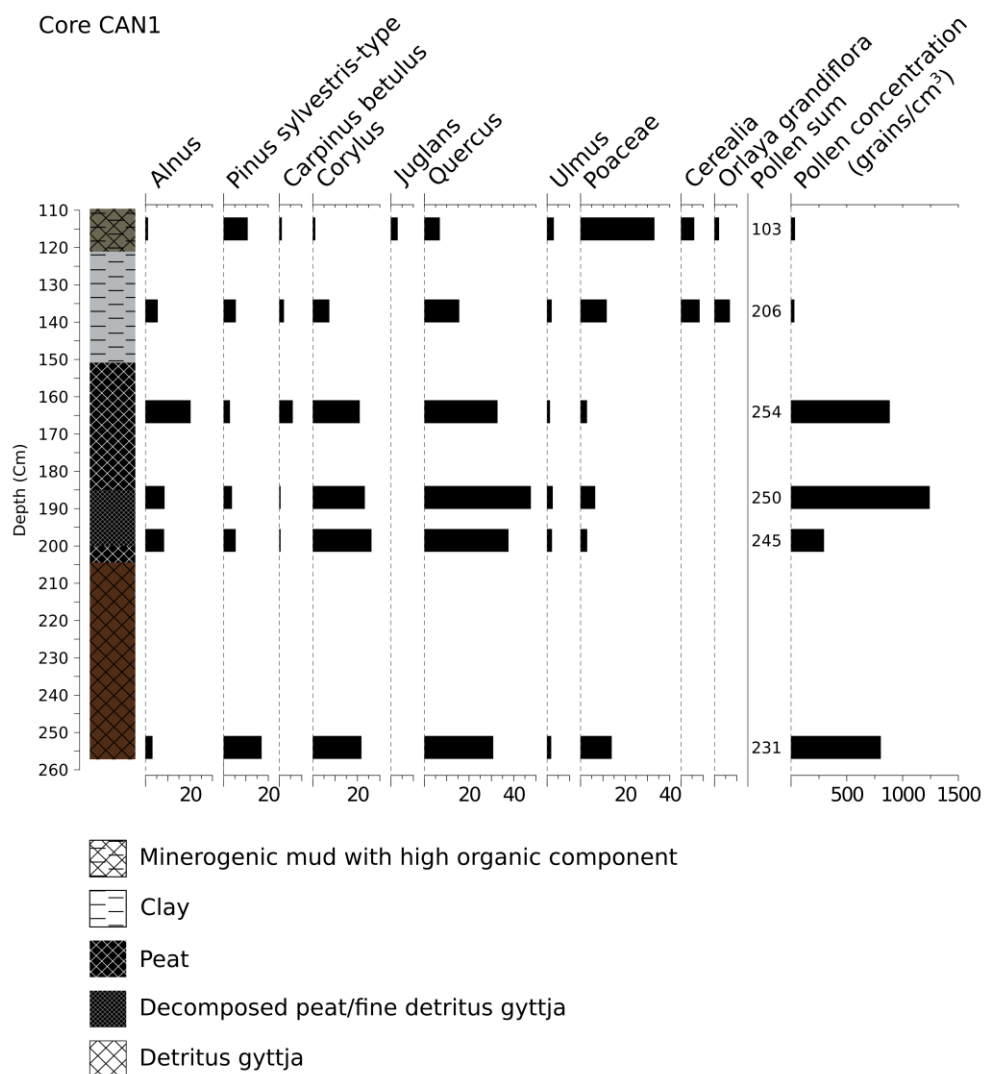 Core CAN1
Alnus
Pinus sylvestris-type
Carpinus betulus
Corylus
Juglans
Quercus
Ulmus
Poaceae
Cerealia
Orlaya grandiflora
Pollen sum
Pollen concentration
(grains/cm³)
Depth (Cm)
110
120
130
140
150
160
170
180
190
200
210
220
230
240
250
260
103
206
254
250
245
231
20 20 20 20 40 20 40 500 1000 1500
Minerogenic mud with high organic component
Clay
Peat
Decomposed peat/fine detritus gyttja
Detritus gyttja